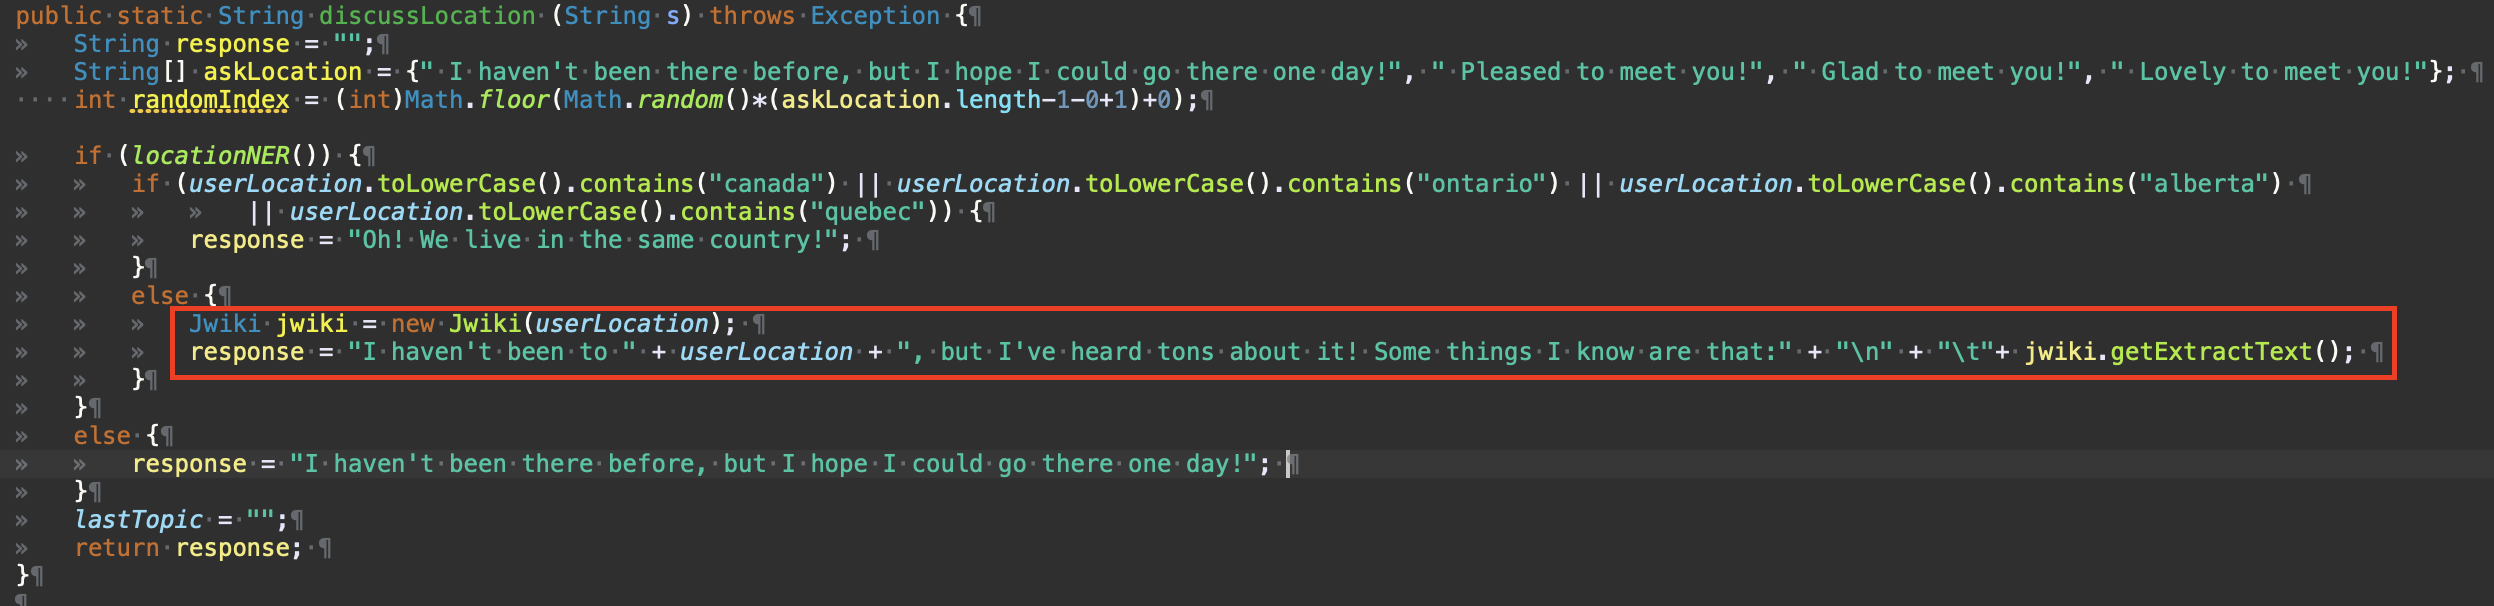 public static String discussLocation (String s) throws Exception {
String response = "";
String[] askLocation = {" I haven't been there before, but I hope I could go there one day!", " Pleased to meet you!", " Glad to meet you!", " Lovely to meet you!"};
int randomIndex = (int)Math.floor(Math.random()*(askLocation.length-1-0+1)+0);
if (locationNER()) {
if (userLocation.toLowerCase().contains("canada") || userLocation.toLowerCase().contains("ontario") || userLocation.toLowerCase().contains("alberta")
|| userLocation.toLowerCase().contains("quebec")) {
response = "Oh! We live in the same country!";
}
else {
Jwiki jwiki = new Jwiki(userLocation);
response = "I haven't been to " + userLocation + ", but I've heard tons about it! Some things I know are that:" + "\n" + "\t"+ jwiki.getExtractText();
}
}
else {
response = "I haven't been there before, but I hope I could go there one day!";
}
lastTopic = "";
return response;
}